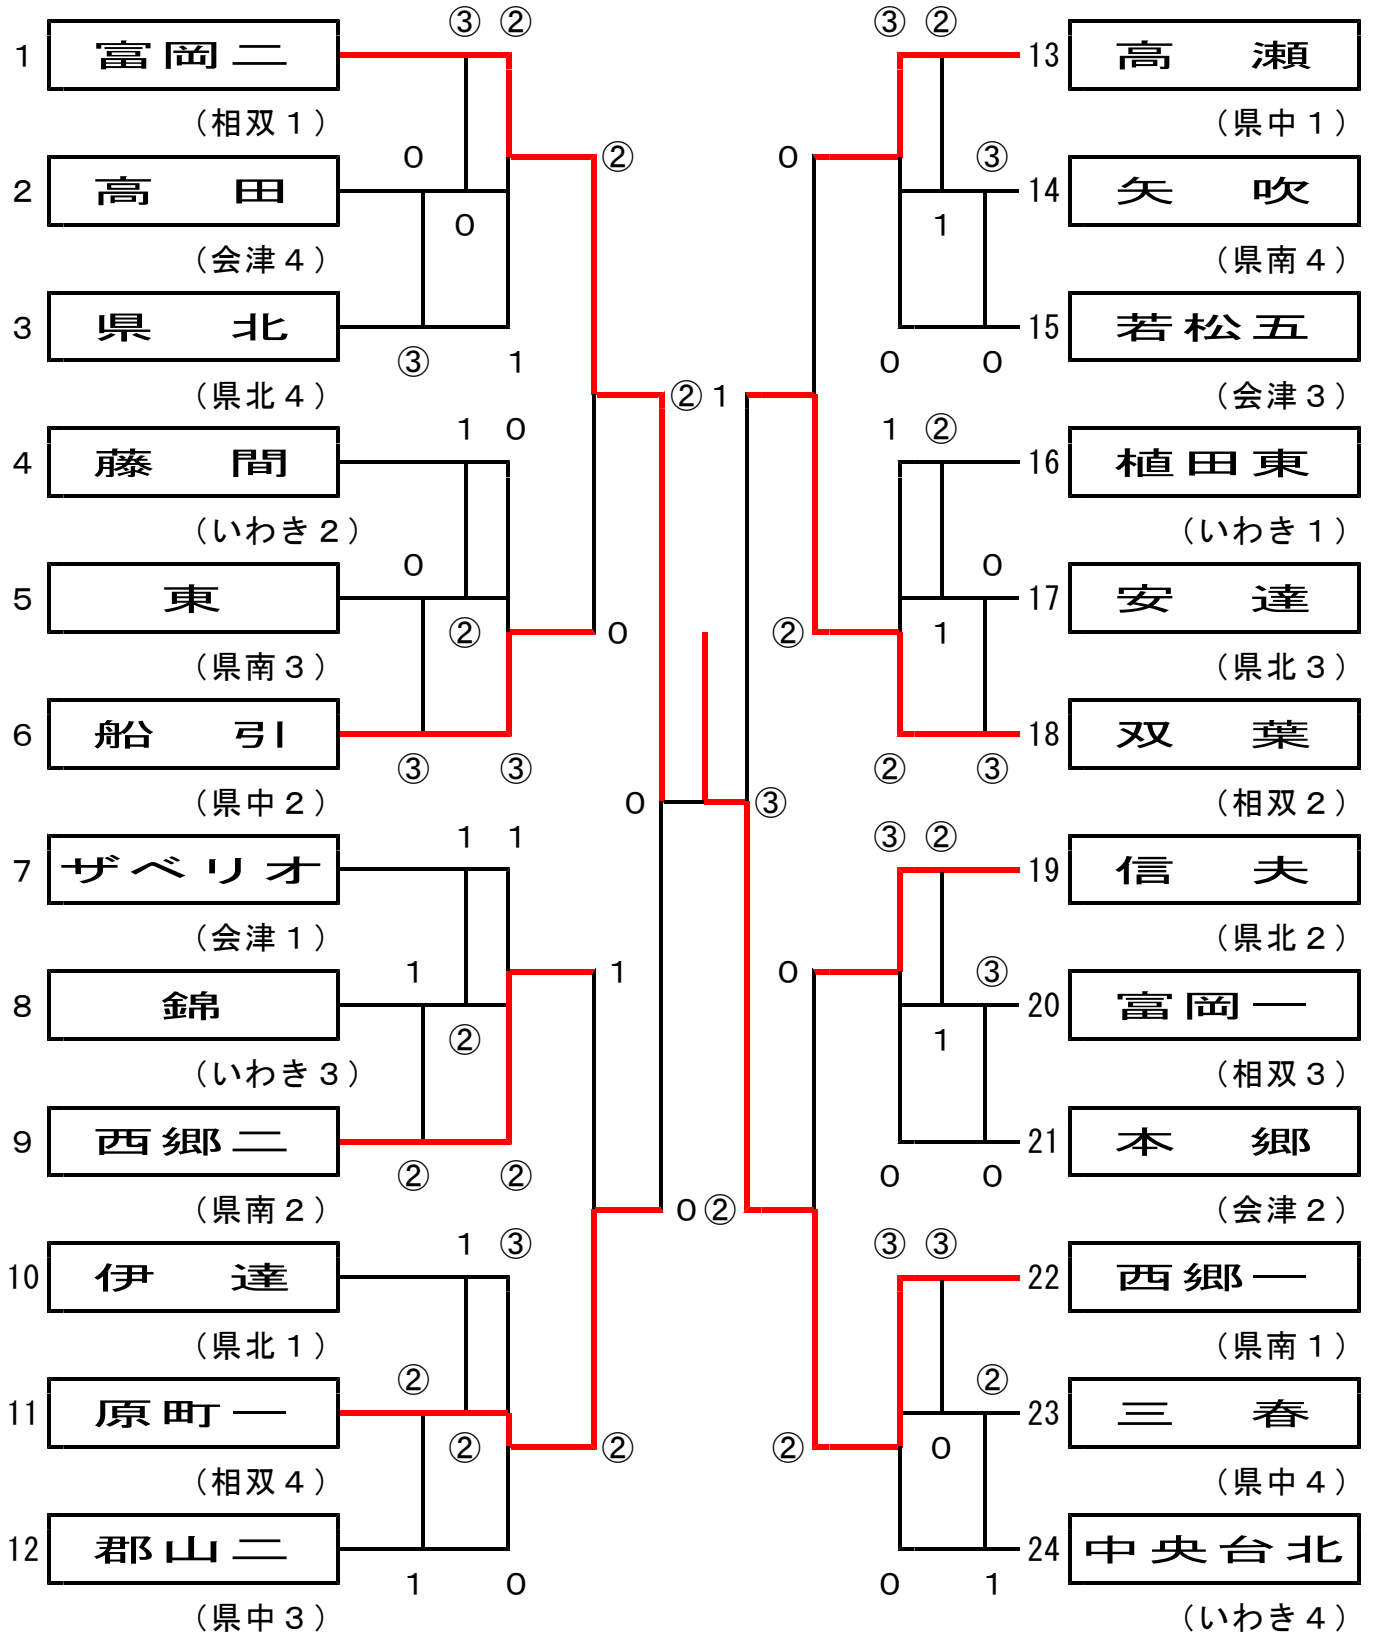 ③ ②
1 富岡二
(相双1)
0
2 高 田
0
(会津4)
3 県 北
③ 1
(県北4)
②
1 0
4 藤 間
(いわき2)
0
5 東
②
(県南3)
0
6 船 引
③ ③
(県中2)
②
0
1 1
7 ザベリオ
(会津1)
1
8 錦
②
(いわき3)
1
9 西郷二
② ②
(県南2)
0
1 ③
10 伊 達
(県北1)
②
11 原町一
②
(相双4)
②
12 郡山二
1 0
(県中3)
③ ②
13 高 瀬
(県中1)
0
③
14 矢 吹
1
(県南4)
15 若松五
0 0
(会津3)
1
1 ②
16 植田東
(いわき1)
0
17 安 達
1
(県北3)
②
18 双 葉
② ③
(相双2)
③
③ ②
19 信 夫
(県北2)
0
③
20 富岡一
1
(相双3)
21 本 郷
0 0
(会津2)
②
③ ③
22 西郷一
(県南1)
②
23 三 春
0
(県中4)
②
24 中央台北
0 1
(いわき4)